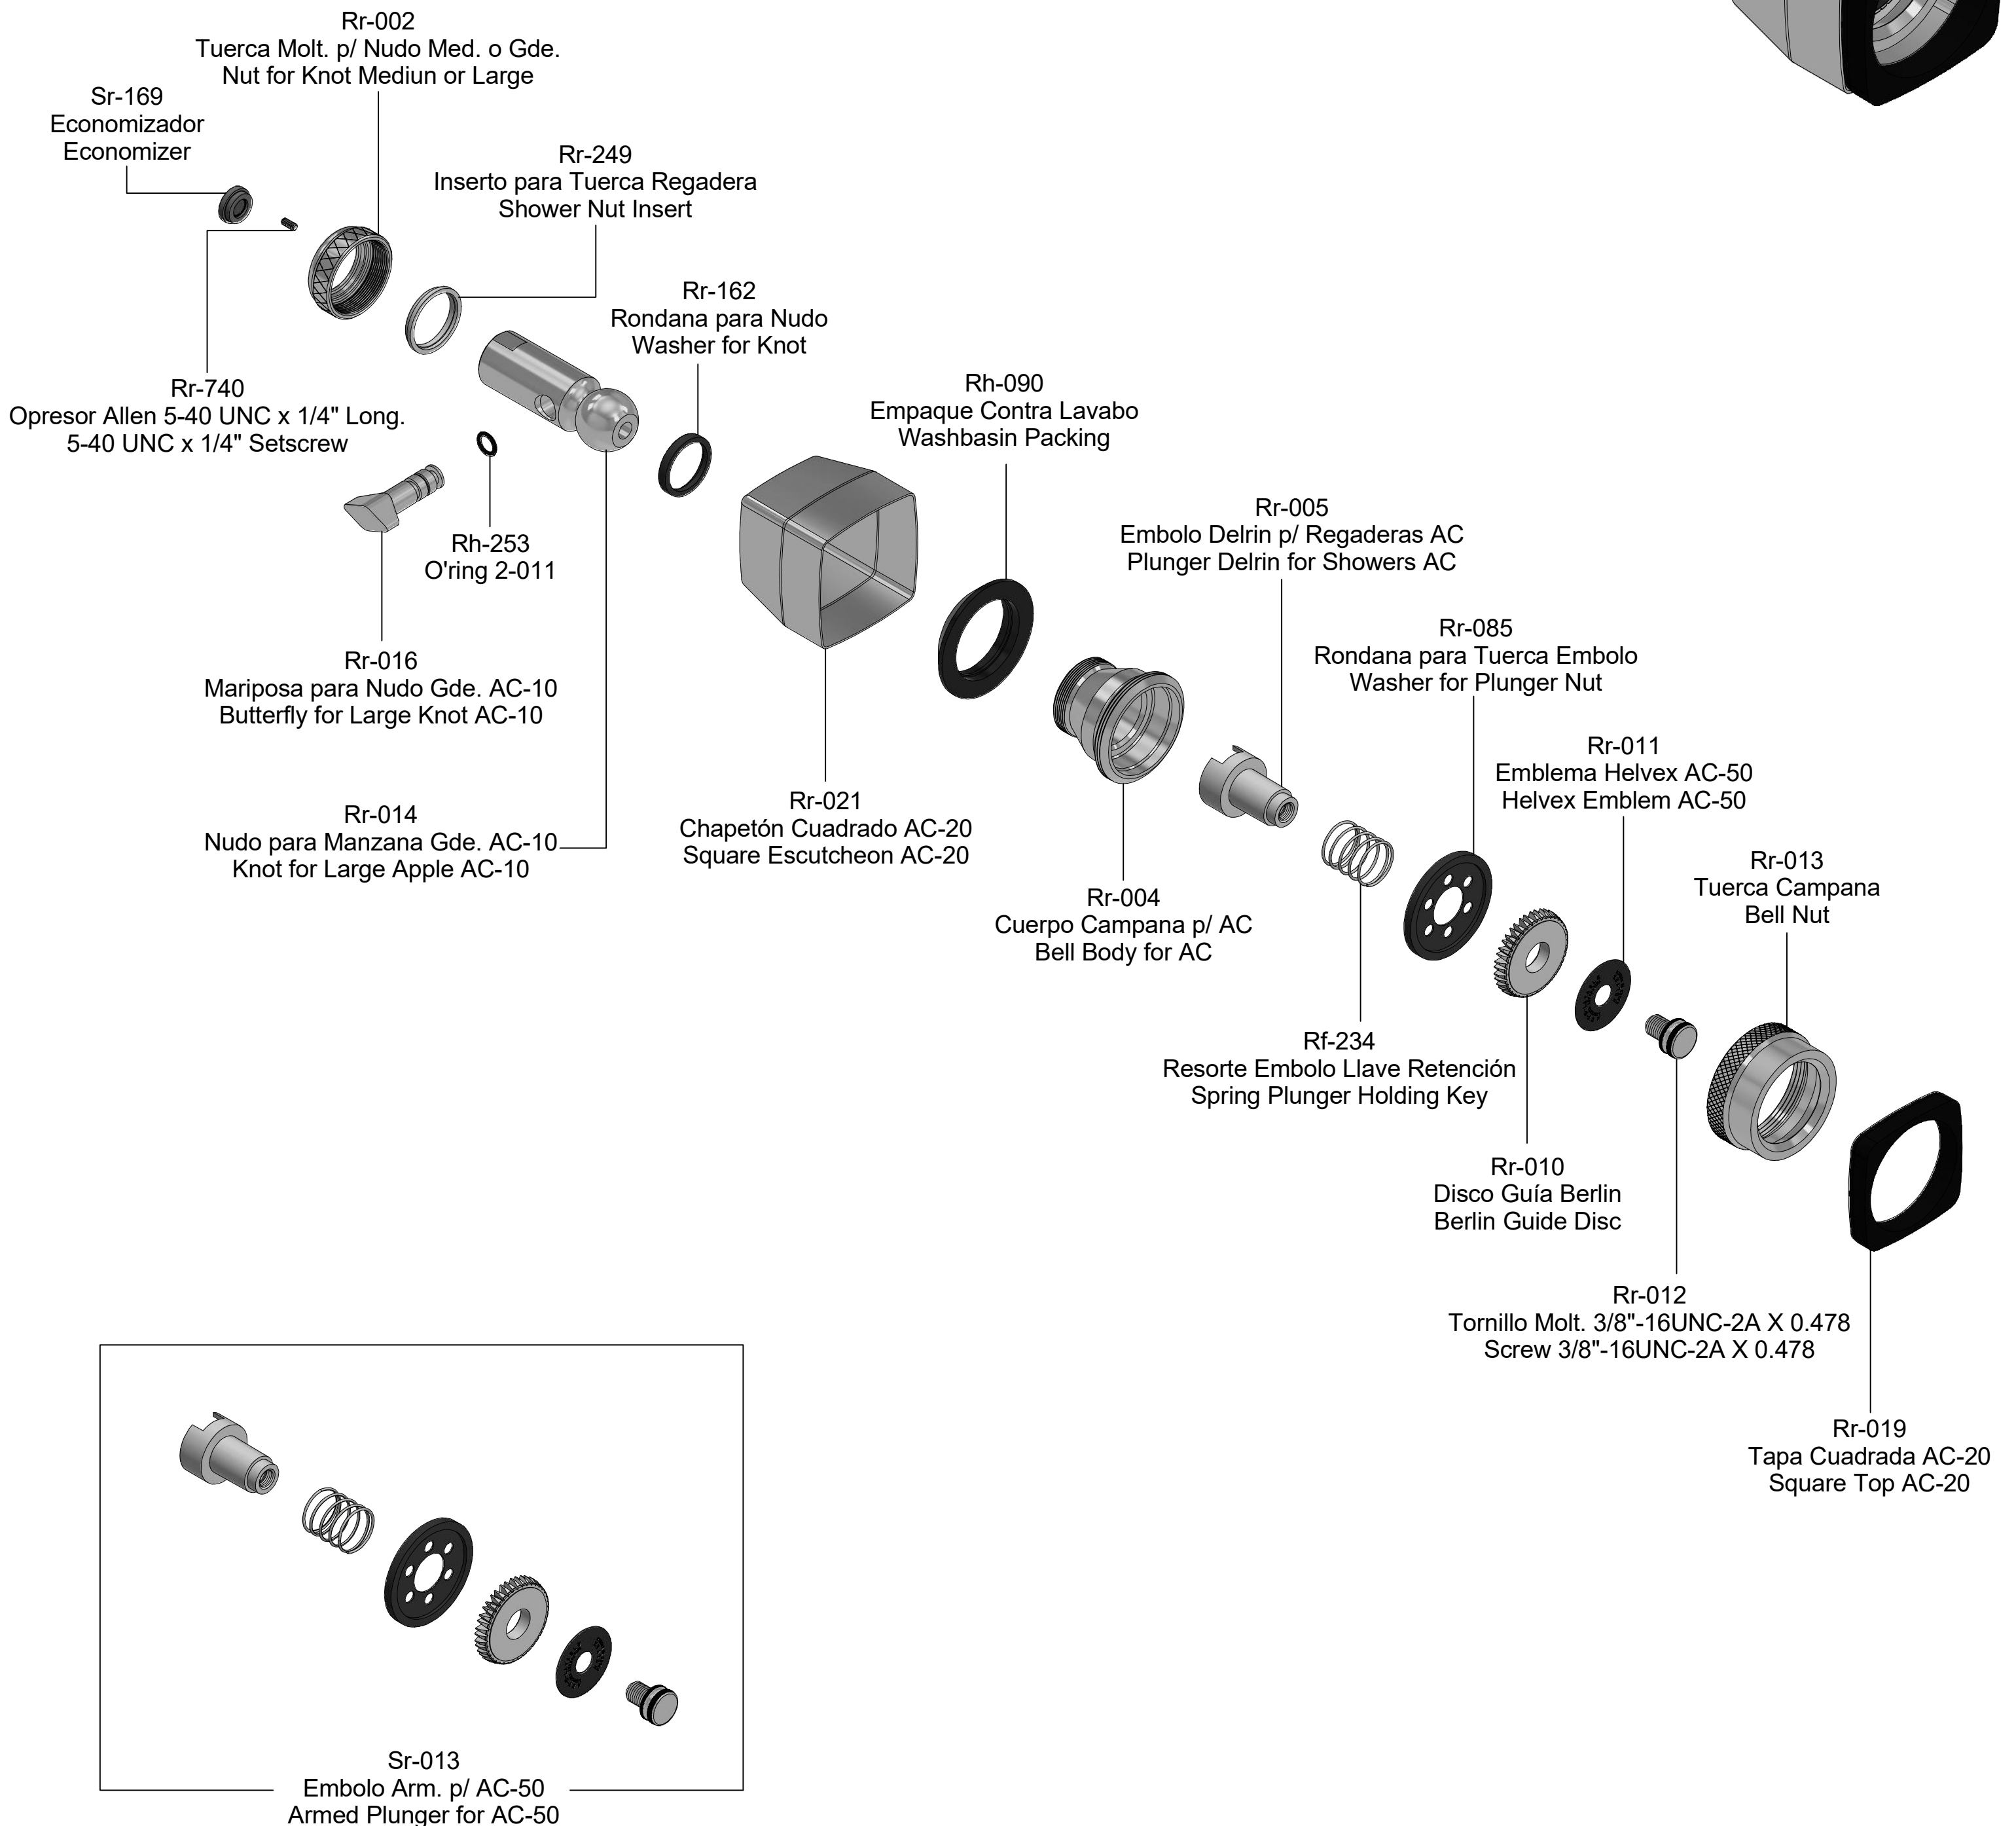 Rr-002
Tuerca Molt. p/ Nudo Med. o Gde.
Nut for Knot Mediun or Large
Sr-169
Economizador
Economizer
Rr-249
Inserto para Tuerca Regadera
Shower Nut Insert
Rr-162
Rondana para Nudo
Washer for Knot
Rr-740
Opresor Allen 5-40 UNC x 1/4" Long.
5-40 UNC x 1/4" Setscrew
Rh-090
Empaque Contra Lavabo
Washbasin Packing
Rh-253
O'ring 2-011
Rr-005
Embolo Delrin p/ Regaderas AC
Plunger Delrin for Showers AC
Rr-016
Mariposa para Nudo Gde. AC-10
Butterfly for Large Knot AC-10
Rr-085
Rondana para Tuerca Embolo
Washer for Plunger Nut
Rr-011
Emblema Helvex AC-50
Helvex Emblem AC-50
Rr-014
Nudo para Manzana Gde. AC-10
Knot for Large Apple AC-10
Rr-021
Chapetón Cuadrado AC-20
Square Escutcheon AC-20
Rr-013
Tuerca Campana
Bell Nut
Rr-004
Cuerpo Campana p/ AC
Bell Body for AC
Rf-234
Resorte Embolo Llave Retención
Spring Plunger Holding Key
Rr-010
Disco Guía Berlin
Berlin Guide Disc
Rr-012
Tornillo Molt. 3/8"-16UNC-2A X 0.478
Screw 3/8"-16UNC-2A X 0.478
Rr-019
Tapa Cuadrada AC-20
Square Top AC-20
Sr-013
Embolo Arm. p/ AC-50
Armed Plunger for AC-50